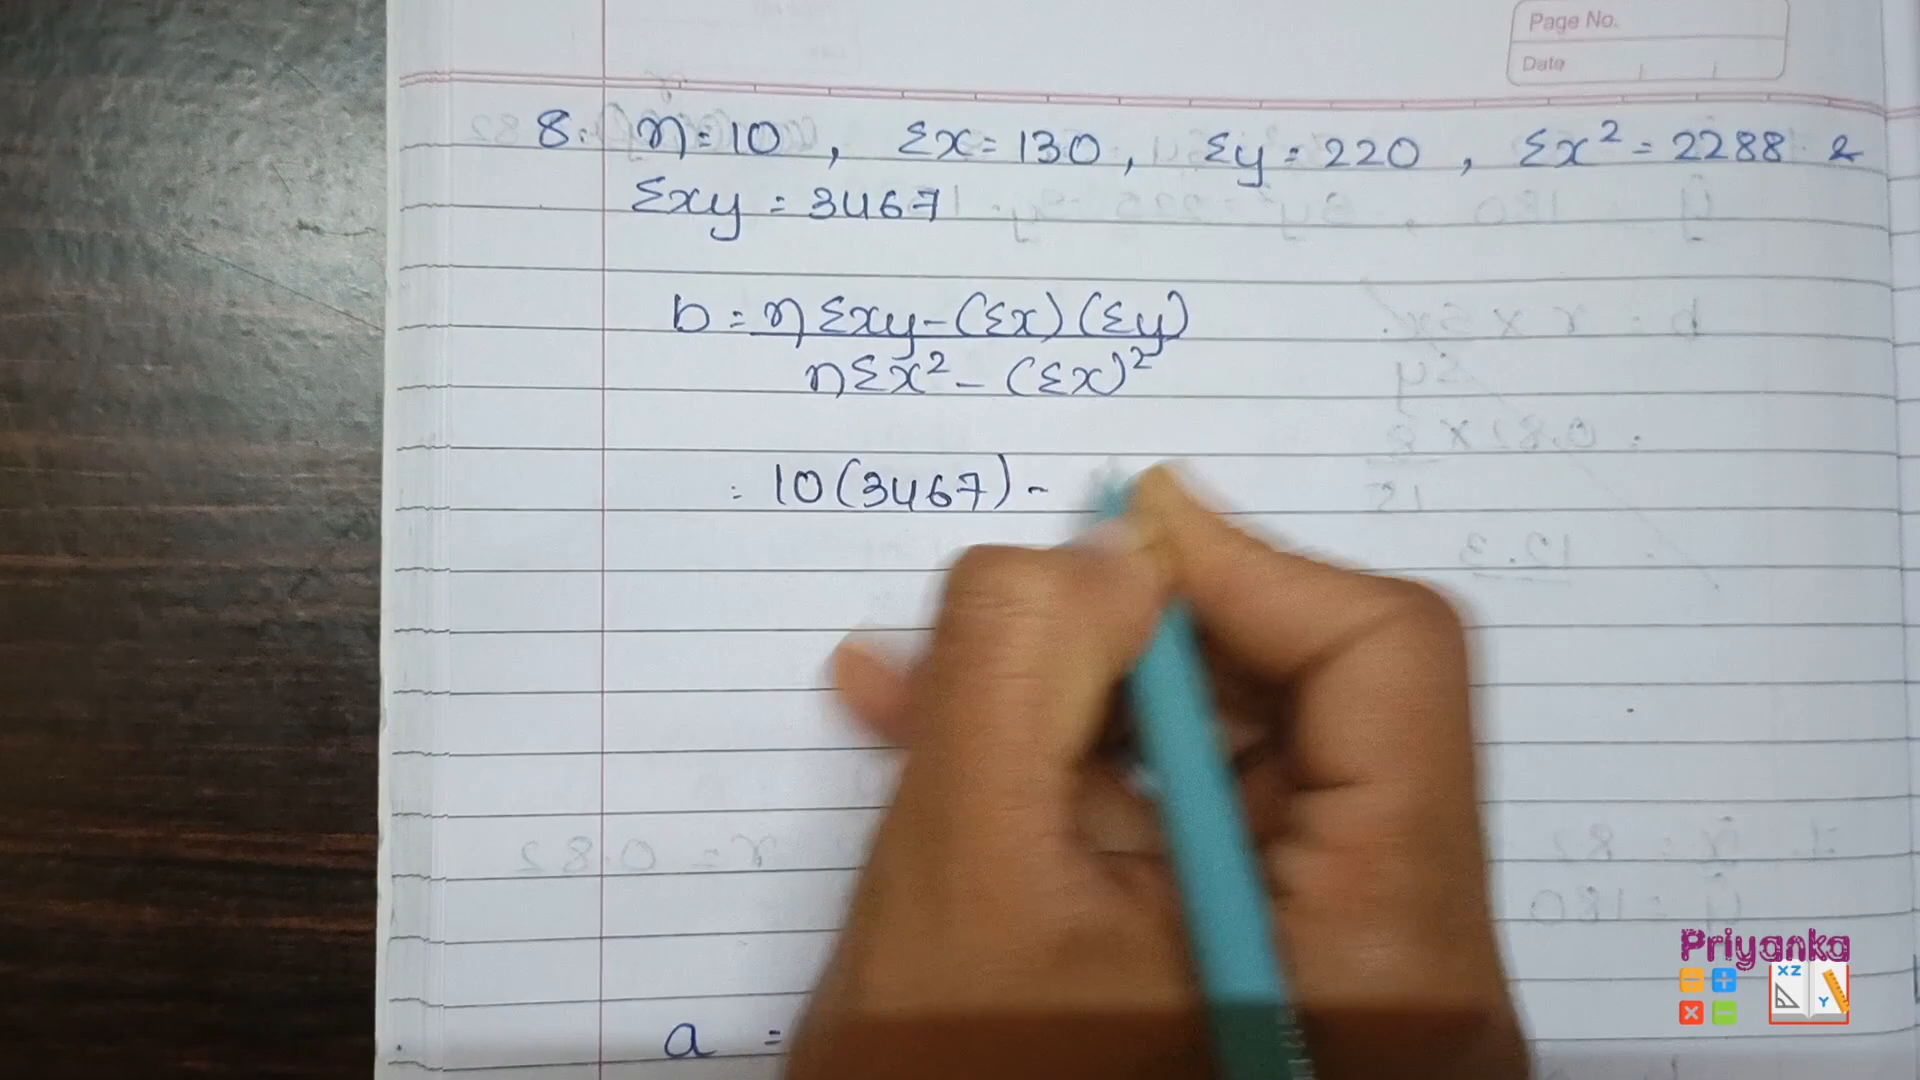 Page No.
Date
8. n = 10 , Σx = 130 , Σy = 220 , Σx² = 2288 &
Σxy = 3467
b = nΣxy - (Σx) (Σy)
nΣx² - (Σx)²
= 10 (3467) -
a =
Priyanka
XZ
Y